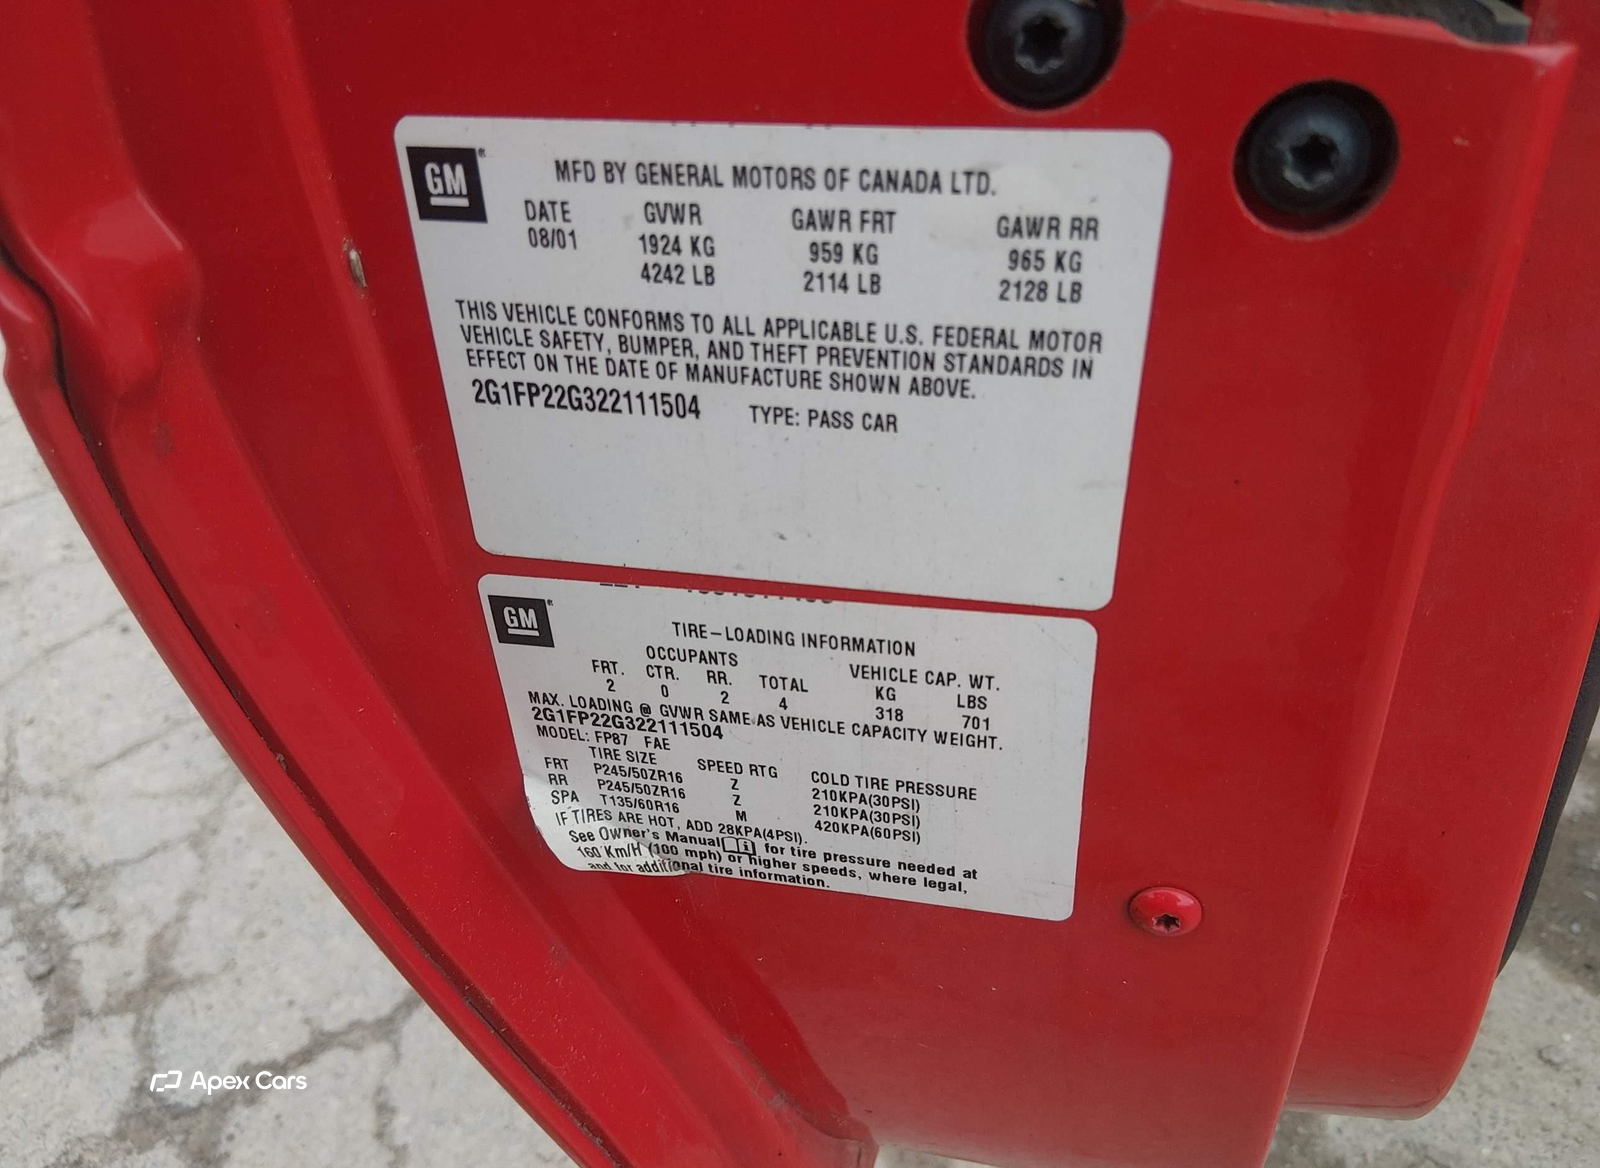 GM
MFD BY GENERAL MOTORS OF CANADA LTD.
DATE GVWR GAWR FRT GAWR RR
08/01 1924 KG 959 KG 965 KG
4242 LB 2114 LB 2128 LB
THIS VEHICLE CONFORMS TO ALL APPLICABLE U.S. FEDERAL MOTOR
VEHICLE SAFETY, BUMPER, AND THEFT PREVENTION STANDARDS IN
EFFECT ON THE DATE OF MANUFACTURE SHOWN ABOVE.
2G1FP22G322111504 TYPE: PASS CAR
GM
TIRE-LOADING INFORMATION
OCCUPANTS VEHICLE CAP. WT.
FRT. CTR. RR. TOTAL KG LBS
2 0 2 4 318 701
MAX. LOADING @ GVWR SAME AS VEHICLE CAPACITY WEIGHT.
2G1FP22G322111504
MODEL: FP87 FAE
TIRE SIZE SPEED RTG COLD TIRE PRESSURE
FRT P245/50ZR16 Z 210KPA(30PSI)
RR P245/50ZR16 Z 210KPA(30PSI)
SPA T135/60R16 M 420KPA(60PSI)
IF TIRES ARE HOT, ADD 28KPA(4PSI).
See Owner's Manual for tire pressure needed at
160 Km/H (100 mph) or higher speeds, where legal,
and for additional tire information.
Apex Cars